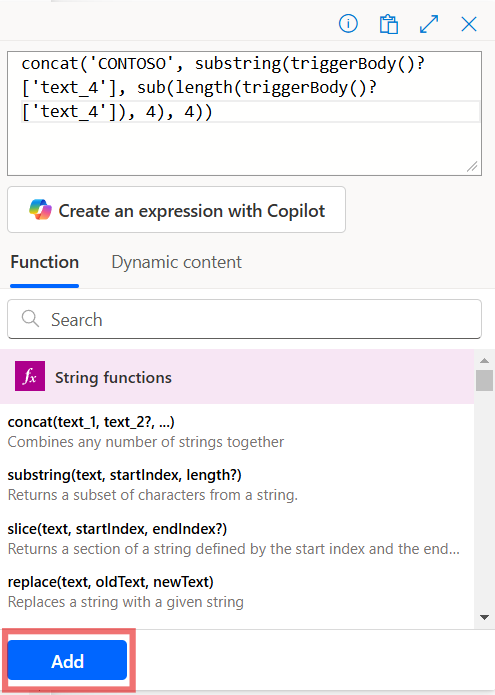 concat('CONTOSO', substring(triggerBody()?
['text_4'], sub(length(triggerBody()?
['text_4']), 4), 4))
Create an expression with Copilot
Function Dynamic content
Search
fx String functions
concat(text_1, text_2?, ...)
Combines any number of strings together
substring(text, startIndex, length?)
Returns a subset of characters from a string.
slice(text, startIndex, endIndex?)
Returns a section of a string defined by the start index and the end...
replace(text, oldText, newText)
Replaces a string with a given string
Add